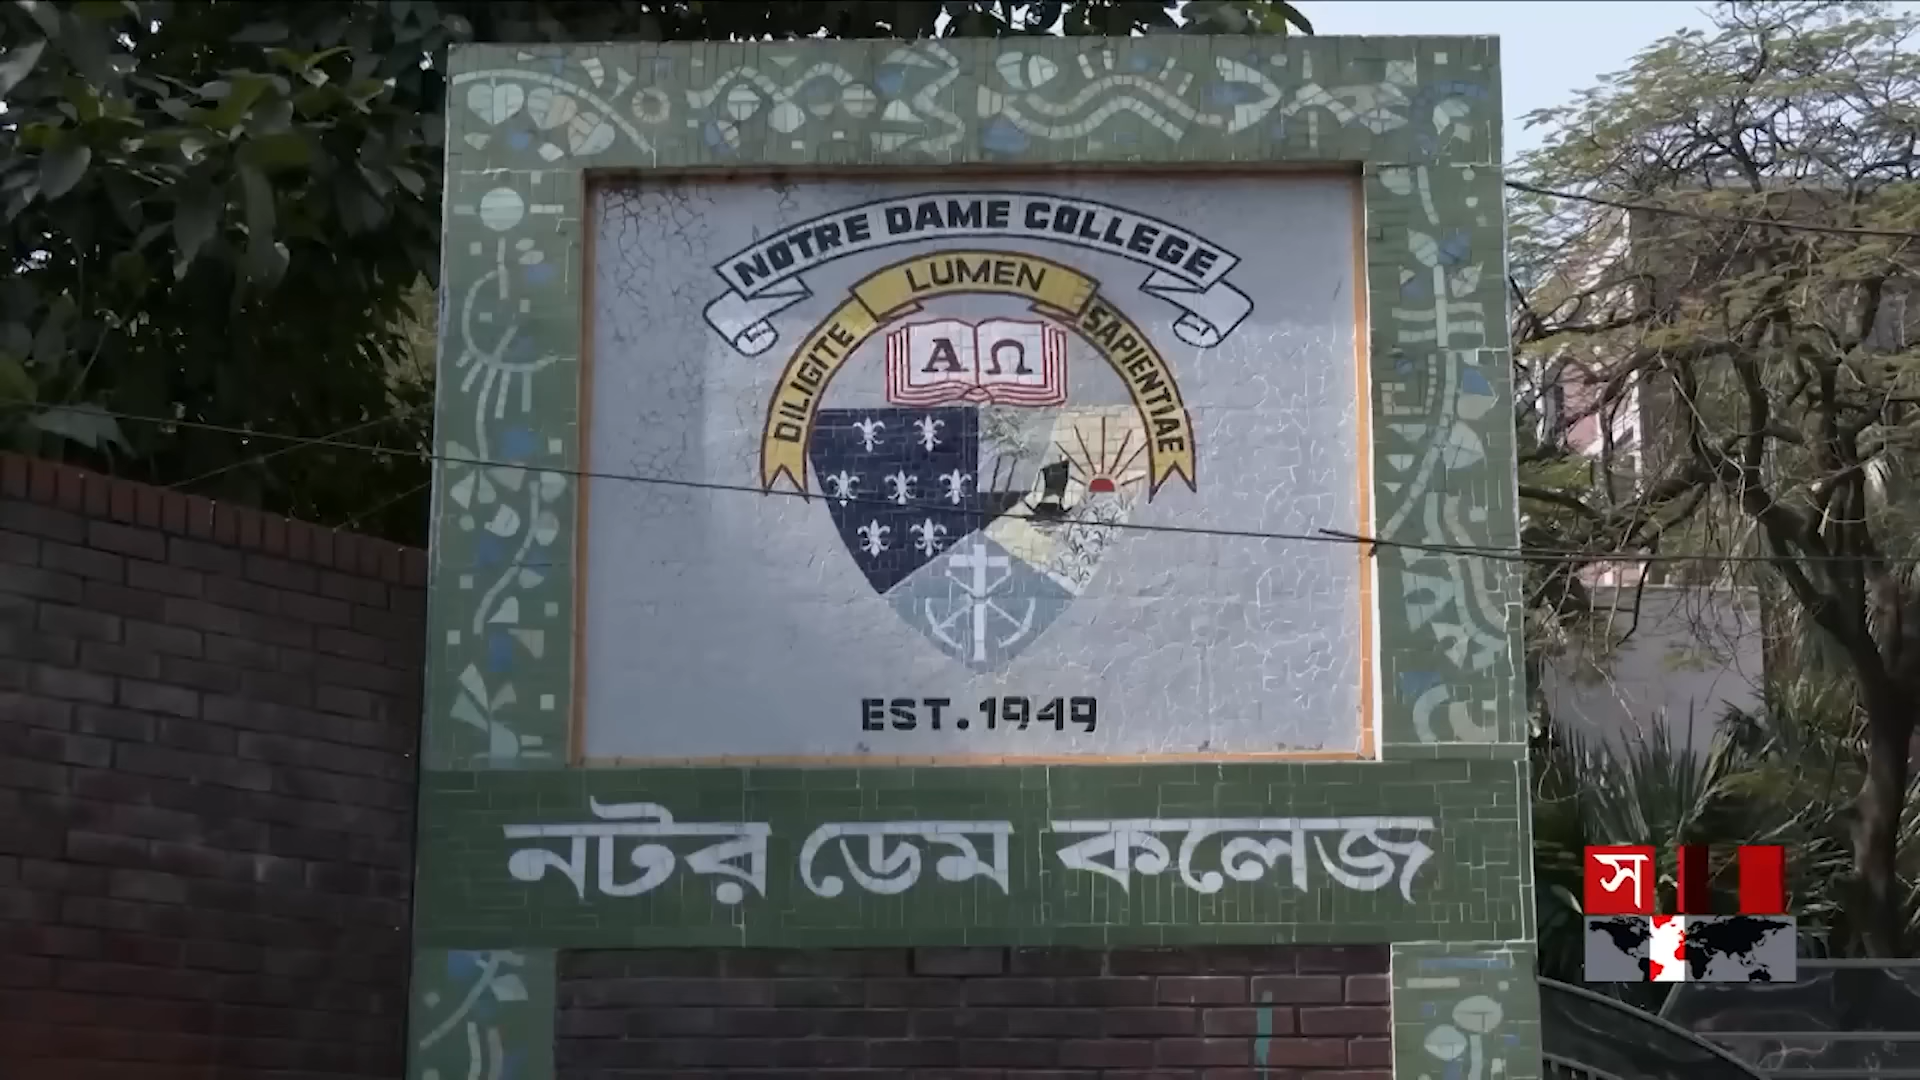 NOTRE DAME COLLEGE
DILIGITE LUMEN SAPIENTIAE
Α Ω
EST. 1949
নটর ডেম কলেজ
স